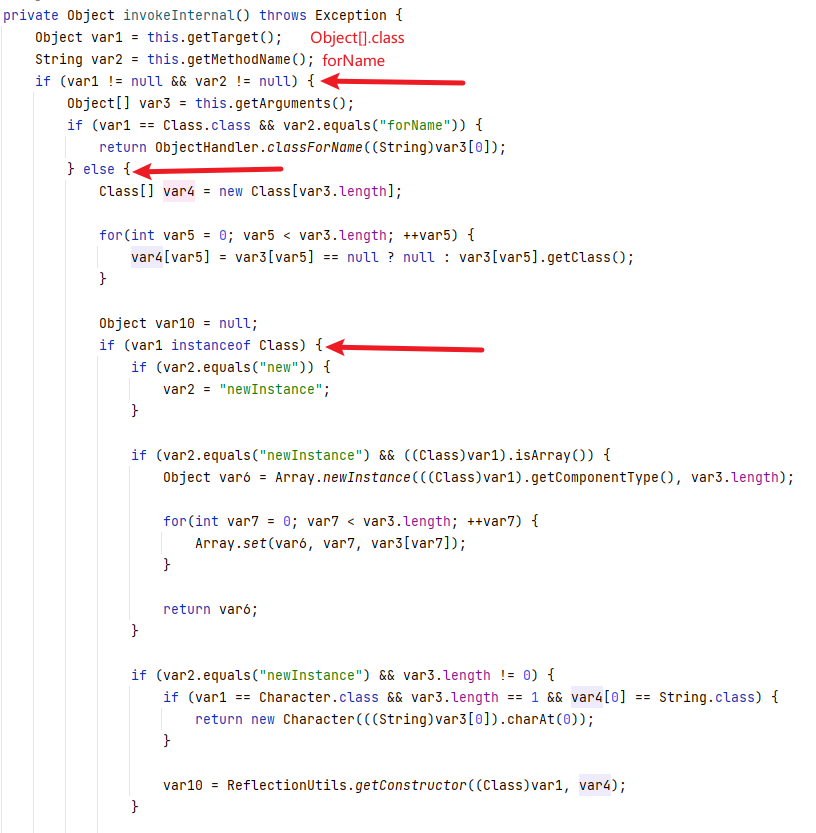 private Object invokeInternal() throws Exception {
    Object var1 = this.getTarget();    Object[].class
    String var2 = this.getMethodName(); forName
    if (var1 != null && var2 != null) {
        Object[] var3 = this.getArguments();
        if (var1 == Class.class && var2.equals("forName")) {
            return ObjectHandler.classForName((String)var3[0]);
        } else {
            Class[] var4 = new Class[var3.length];

            for(int var5 = 0; var5 < var3.length; ++var5) {
                var4[var5] = var3[var5] == null ? null : var3[var5].getClass();
            }

            Object var10 = null;
            if (var1 instanceof Class) {
                if (var2.equals("new")) {
                    var2 = "newInstance";
                }

                if (var2.equals("newInstance") && ((Class)var1).isArray()) {
                    Object var6 = Array.newInstance(((Class)var1).getComponentType(), var3.length);

                    for(int var7 = 0; var7 < var3.length; ++var7) {
                        Array.set(var6, var7, var3[var7]);
                    }

                    return var6;
                }

                if (var2.equals("newInstance") && var3.length != 0) {
                    if (var1 == Character.class && var3.length == 1 && var4[0] == String.class) {
                        return new Character(((String)var3[0]).charAt(0));
                    }

                    var10 = ReflectionUtils.getConstructor((Class)var1, var4);
                }